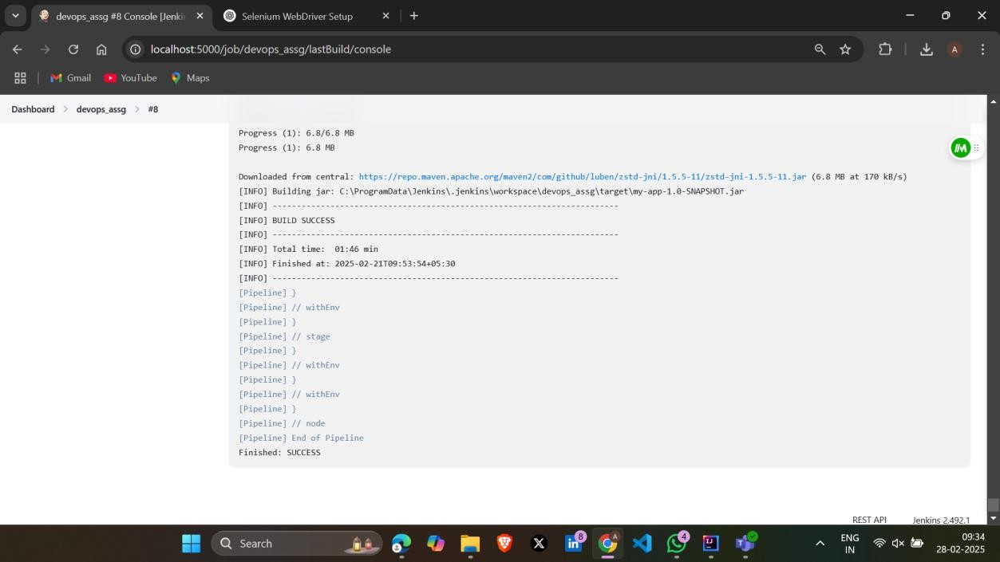 devops_assg #8 Console [Jenki
Selenium WebDriver Setup
localhost:5000/job/devops_assg/lastBuild/console
A
Gmail
YouTube
Maps
Dashboard > devops_assg > #8
Progress (1): 6.8/6.8 MB
Progress (1): 6.8 MB
Downloaded from central: https://repo.maven.apache.org/maven2/com/github/luben/zstd-jni/1.5.5-11/zstd-jni-1.5.5-11.jar (6.8 MB at 170 kB/s)
[INFO] Building jar: C:\ProgramData\Jenkins\.jenkins\workspace\devops_assg\target\my-app-1.0-SNAPSHOT.jar
[INFO] ------------------------------------------------------------------------
[INFO] BUILD SUCCESS
[INFO] ------------------------------------------------------------------------
[INFO] Total time:  01:46 min
[INFO] Finished at: 2025-02-21T09:53:54+05:30
[INFO] ------------------------------------------------------------------------
[Pipeline] }
[Pipeline] // withEnv
[Pipeline] }
[Pipeline] // stage
[Pipeline] }
[Pipeline] // withEnv
[Pipeline] }
[Pipeline] // withEnv
[Pipeline] }
[Pipeline] // node
[Pipeline] End of Pipeline
Finished: SUCCESS
REST API
Jenkins 2.492.1
Search
8
A
4
ENG
IN
09:34
28-02-2025